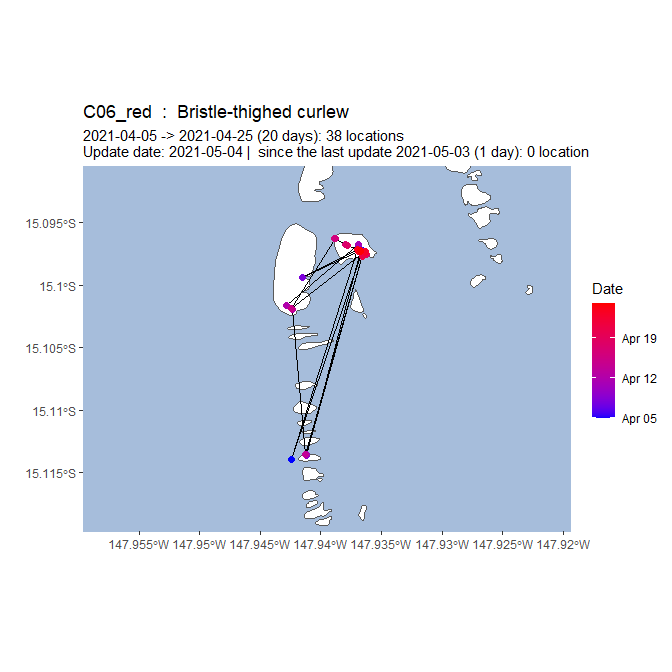 C06_red  :  Bristle-thighed curlew
2021-04-05 -> 2021-04-25 (20 days): 38 locations
Update date: 2021-05-04 |  since the last update 2021-05-03 (1 day): 0 location
15.095°S
15.1°S
15.105°S
15.11°S
15.115°S
147.955°W 147.95°W 147.945°W 147.94°W 147.935°W 147.93°W 147.925°W 147.92°W
Date
Apr 19
Apr 12
Apr 05